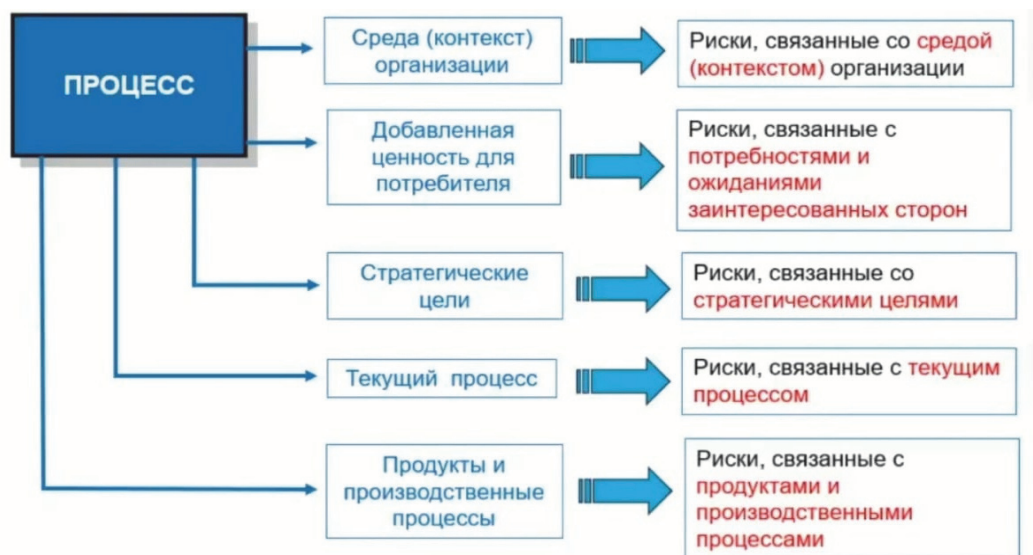 ПРОЦЕСС
Среда (контекст)
организации
Риски, связанные со средой
(контекстом) организации
Добавленная
ценность для
потребителя
Риски, связанные с
потребностями и
ожиданиями
заинтересованных сторон
Стратегические
цели
Риски, связанные со
стратегическими целями
Текущий процесс
Риски, связанные с текущим
процессом
Продукты и
производственные
процессы
Риски, связанные с
продуктами и
производственными
процессами